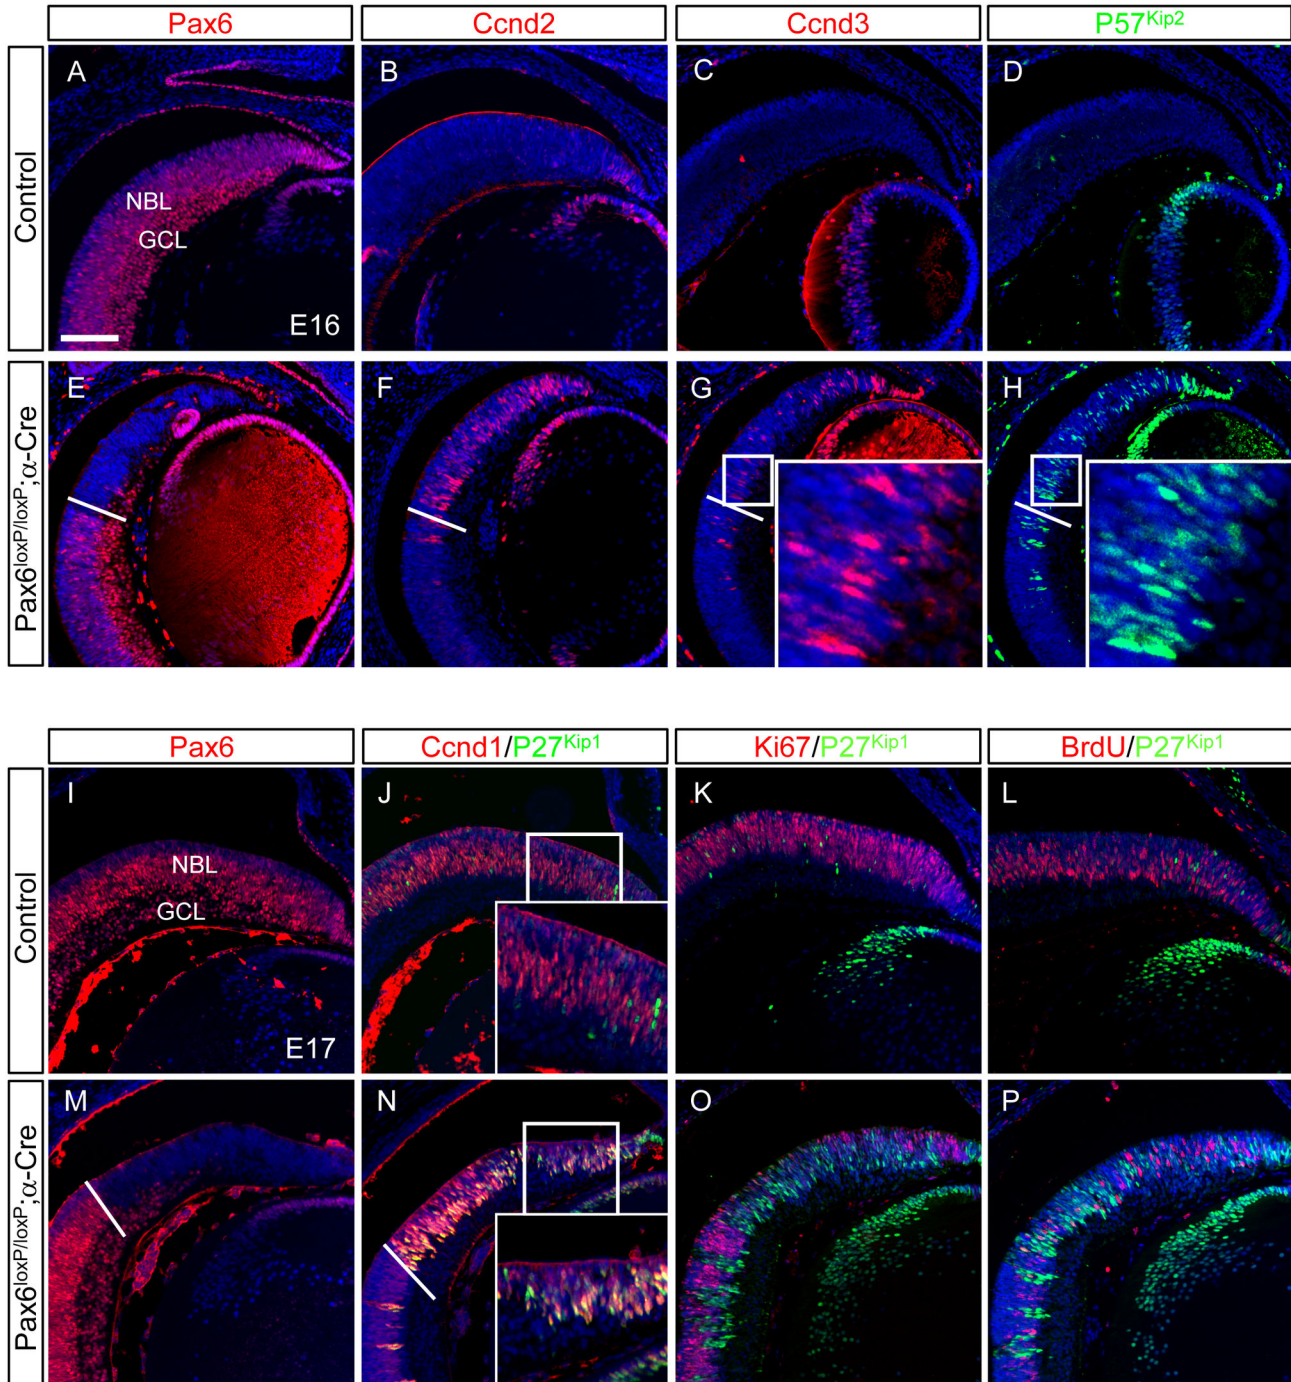 Pax6 Ccnd2 Ccnd3 P57Kip2
Control
A B C D
NBL
GCL
E16
Pax6loxP/loxP;α-Cre
E F G H
Pax6 Ccnd1/P27Kip1 Ki67/P27Kip1 BrdU/P27Kip1
Control
I J K L
NBL
GCL
E17
Pax6loxP/loxP;α-Cre
M N O P